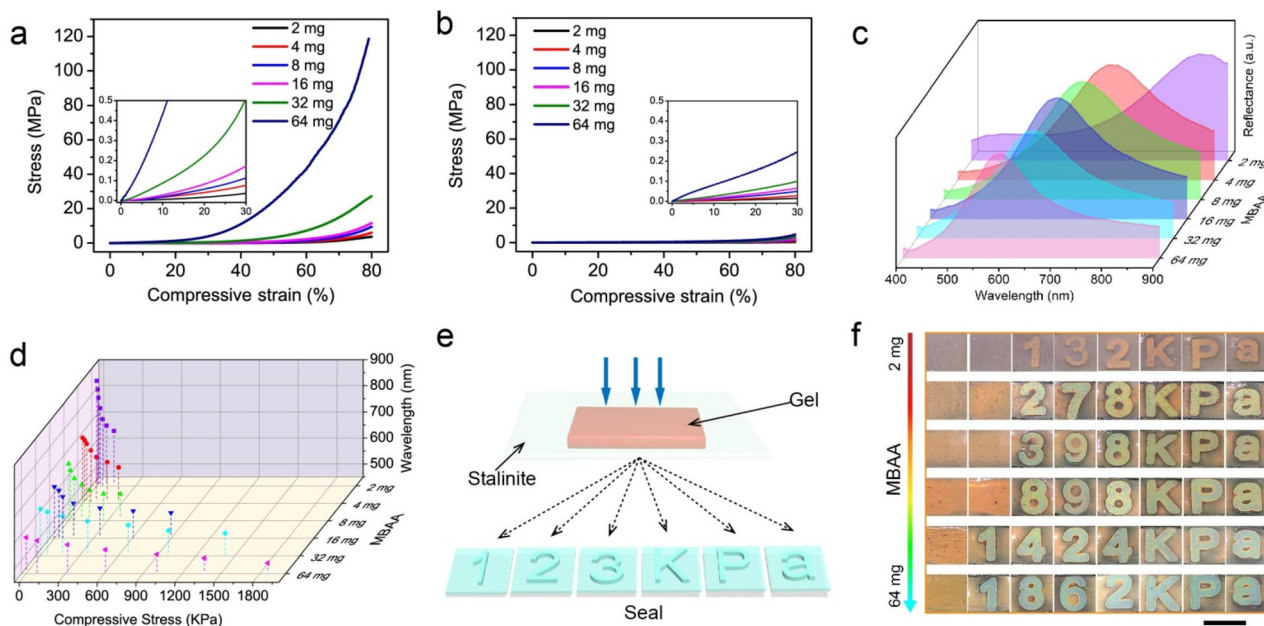 a
120
100
80
60
40
20
0
Stress (MPa)
2 mg
4 mg
8 mg
16 mg
32 mg
64 mg
0.5
0.4
0.3
0.2
0.1
0.0
0 10 20 30
0 20 40 60 80
Compressive strain (%)
b
120
100
80
60
40
20
0
Stress (MPa)
2 mg
4 mg
8 mg
16 mg
32 mg
64 mg
0.5
0.4
0.3
0.2
0.1
0.0
0 10 20 30
0 20 40 60 80
Compressive strain (%)
c
Reflectance (a.u.)
2 mg
4 mg
8 mg
16 mg
32 mg
64 mg
MBAA
400 500 600 700 800 900
Wavelength (nm)
d
900
800
700
600
500
Wavelength (nm)
2 mg
4 mg
8 mg
16 mg
32 mg
64 mg
MBAA
0 300 600 900 1200 1500 1800
Compressive Stress (KPa)
e
Gel
Stalinite
1 2 3 K P a
Seal
f
2 mg
MBAA
64 mg
1 3 2 K P a
2 7 8 K P a
3 9 8 K P a
8 9 8 K P a
1 4 2 4 K P a
1 8 6 2 K P a